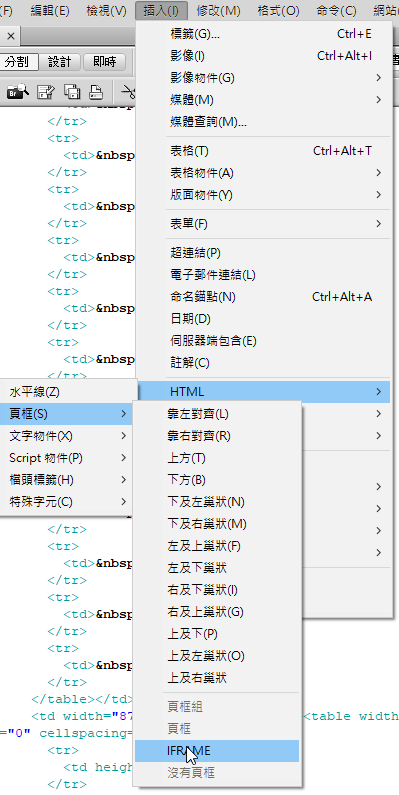 (F) 編輯(E) 檢視(V) 插入(I) 修改(M) 格式(O) 命令(C) 網站
分割 設計 即時
標籤(G)... Ctrl+E
影像(I) Ctrl+Alt+I
影像物件(G)
媒體(M)
媒體查詢(M)...
表格(T) Ctrl+Alt+T
表格物件(A)
版面物件(Y)
表單(F)
超連結(P)
電子郵件連結(L)
命名錨點(N) Ctrl+Alt+A
日期(D)
伺服器端包含(E)
註解(C)
HTML
</tr>
<tr>
<td>&nbsp
</tr>
<tr>
<td>&nbsp
</tr>
<tr>
<td>&nbsp
</tr>
<tr>
<td>&nbsp
</tr>
<tr>
<td>&nbsp
</tr>
水平線(Z)
頁框(S)
文字物件(X)
Script 物件(P)
檔頭標籤(H)
特殊字元(C)
靠左對齊(L)
靠右對齊(R)
上方(T)
下方(B)
下及左巢狀(N)
下及右巢狀(M)
左及上巢狀(F)
左及下巢狀
右及下巢狀(I)
右及上巢狀(G)
上及下(P)
上及左巢狀(O)
上及右巢狀
頁框組
頁框
IFRAME
沒有頁框
</tr>
<tr>
<td>&nbsp
</tr>
<tr>
<td>&nbsp
</tr>
<tr>
<td>&nbsp
</tr>
</table></td>
<td width="87 <table width
="0" cellspacing=
<tr>
<td heigh
</tr>